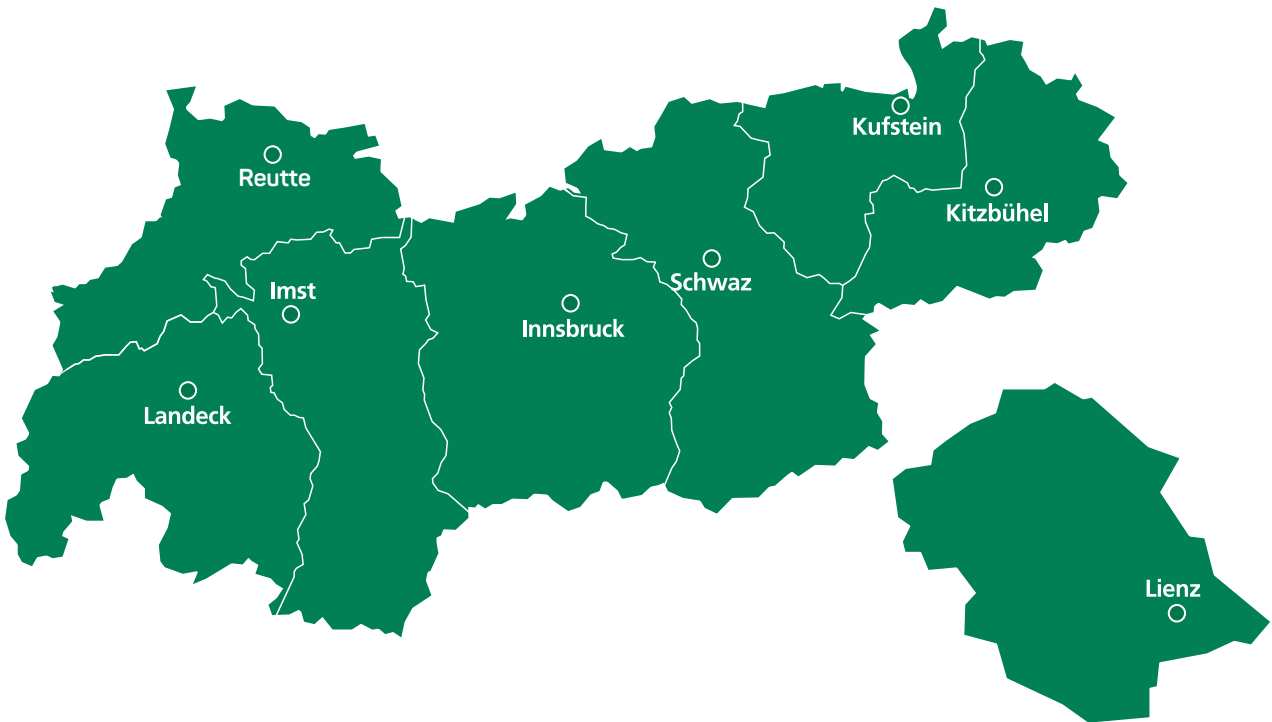 Kufstein
Reutte
Kitzbühel
Schwaz
Imst
Innsbruck
Landeck
Lienz